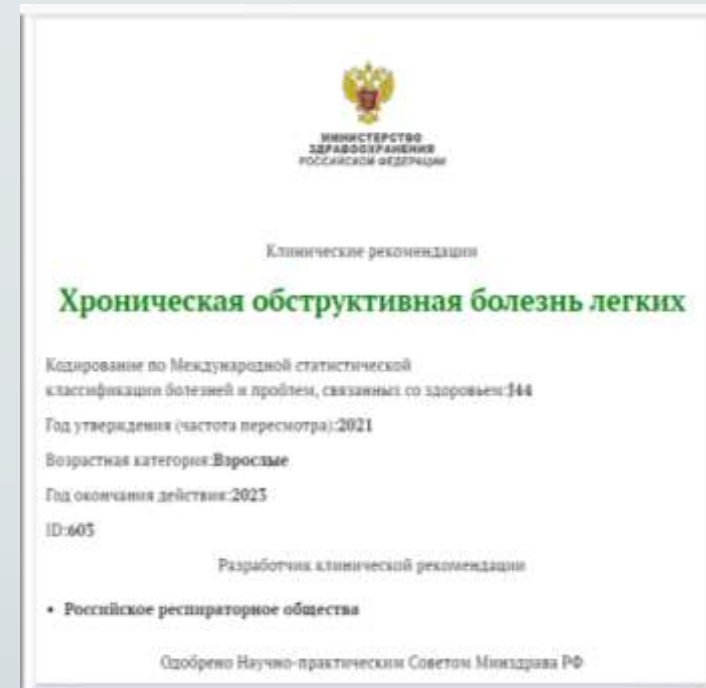 МИНИСТЕРСТВО
ЗДРАВООХРАНЕНИЯ
РОССИЙСКОЙ ФЕДЕРАЦИИ
Клинические рекомендации
Хроническая обструктивная болезнь легких
Кодирование по Международной статистической
классификации болезней и проблем, связанных со здоровьем:J44
Год утверждения (частота пересмотра):2021
Возрастная категория:Взрослые
Год окончания действия:2023
ID:603
Разработчик клинической рекомендации
• Российское респираторное общества
Одобрено Научно-практическим Советом Минздрава РФ